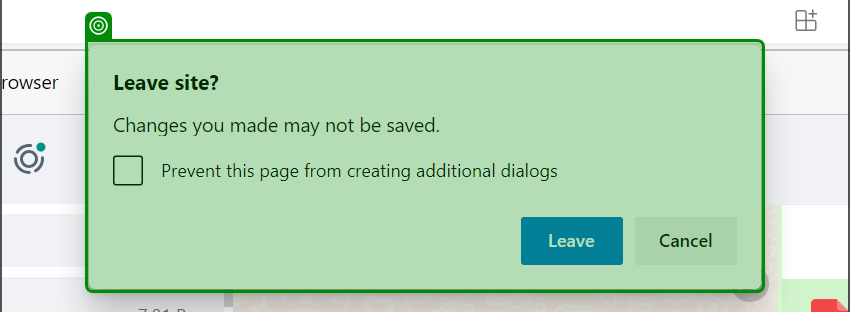 rowser
Leave site?
Changes you made may not be saved.
Prevent this page from creating additional dialogs
Leave
Cancel